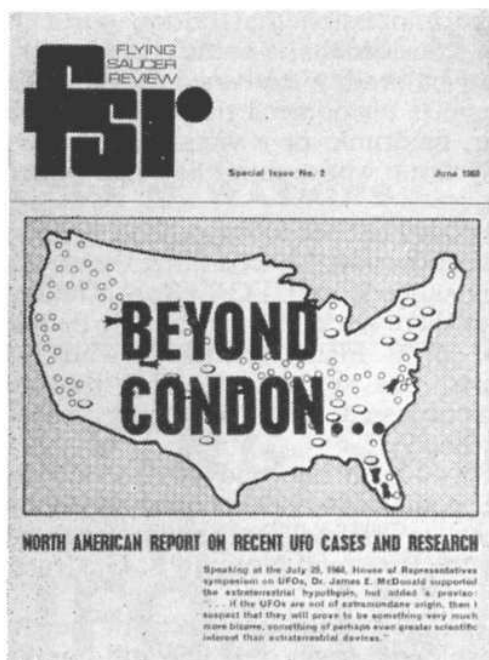 FLYING
SAUCER
REVIEW
fsr
Special Issue No. 2 June 1969
BEYOND
CONDON...
NORTH AMERICAN REPORT ON RECENT UFO CASES AND RESEARCH
Speaking at the July 29, 1968, House of Representatives
symposium on UFOs, Dr. James E. McDonald supported
the extraterrestrial hypothesis, but added a proviso:
". . . if the UFOs are not of extramundane origin, then I
suspect that they will prove to be something very much
more bizarre, something of perhaps even greater scientific
interest than extraterrestrial devices."